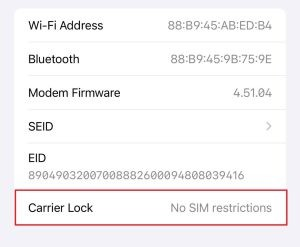 Wi-Fi Address 88:B9:45:AB:ED:B4
Bluetooth 88:B9:45:9B:75:9E
Modem Firmware 4.51.04
SEID
EID
89049032007008882600094808039416
Carrier Lock No SIM restrictions